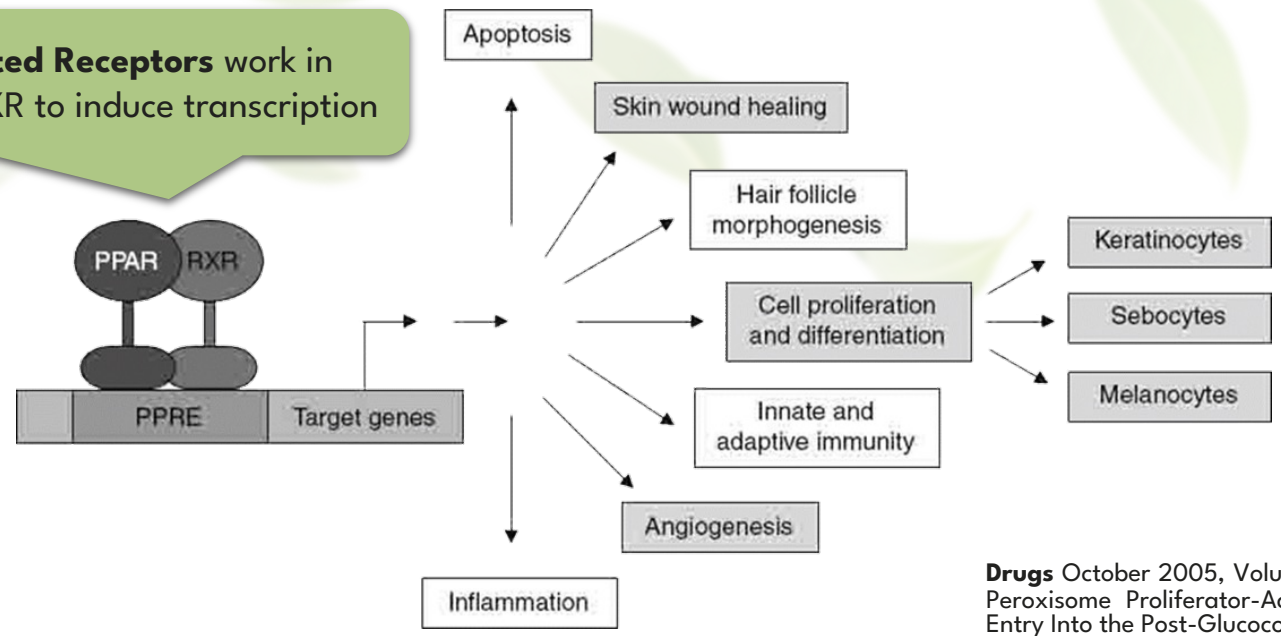 ted Receptors work in
R to induce transcription
Apoptosis
Skin wound healing
Hair follicle
morphogenesis
PPAR
RXR
Keratinocytes
Cell proliferation
and differentiation
Sebocytes
Melanocytes
PPRE
Target genes
Innate and
adaptive immunity
Angiogenesis
Inflammation
Drugs October 2005, Volu
Peroxisome Proliferator-Ac
Entry Into the Post-Glucoco